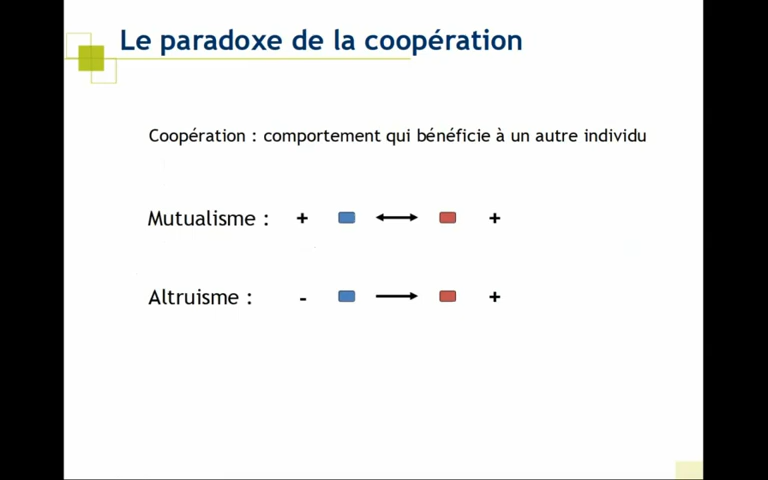 Le paradoxe de la coopération
Coopération : comportement qui bénéficie à un autre individu
Mutualisme : + +
Altruisme : - +